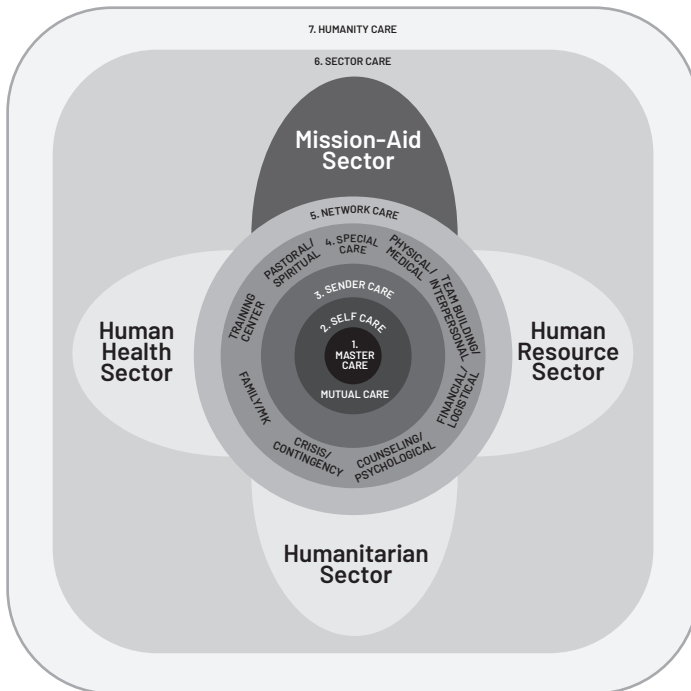 7. HUMANITY CARE
6. SECTOR CARE
Mission-Aid
Sector
5. NETWORK CARE
4. SPECIAL
CARE
PHYSICAL/
MEDICAL
TEAM BUILDING/
INTERPERSONAL
FINANCIAL/
LOGISTICAL
COUNSELING/
PSYCHOLOGICAL
CRISIS/
CONTINGENCY
FAMILY/MK
TRAINING
CENTER
PASTORAL/
SPIRITUAL
3. SENDER CARE
2. SELF CARE
1.
MASTER
CARE
MUTUAL CARE
Human
Health
Sector
Human
Resource
Sector
Humanitarian
Sector